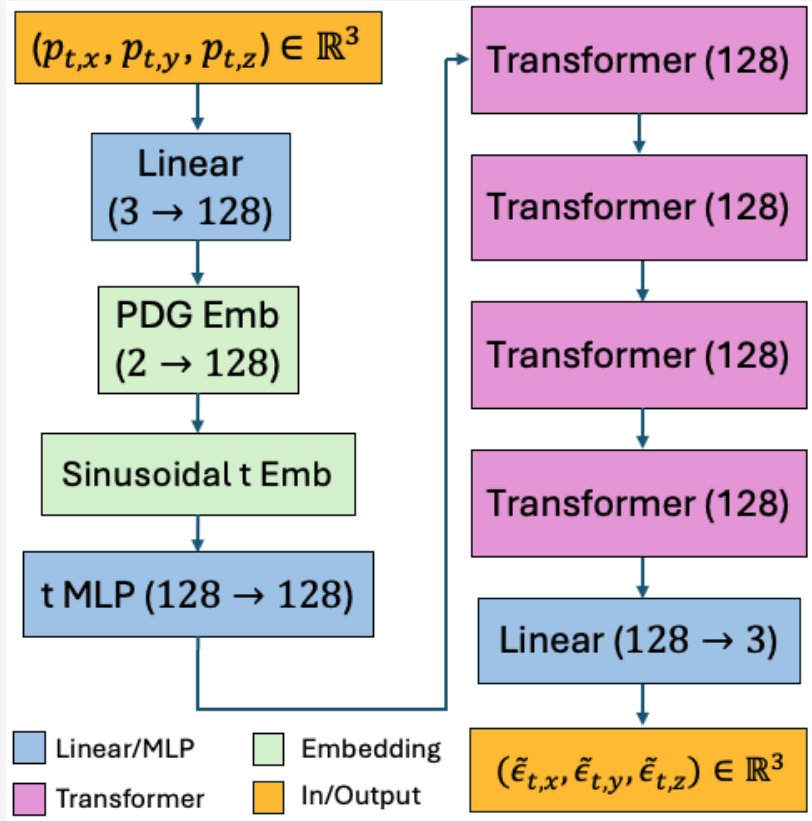 (p_{t,x}, p_{t,y}, p_{t,z}) ∈ ℝ³
Linear
(3 → 128)
PDG Emb
(2 → 128)
Sinusoidal t Emb
t MLP (128 → 128)
Transformer (128)
Transformer (128)
Transformer (128)
Transformer (128)
Linear (128 → 3)
(ε̃_{t,x}, ε̃_{t,y}, ε̃_{t,z}) ∈ ℝ³
Linear/MLP
Embedding
Transformer
In/Output